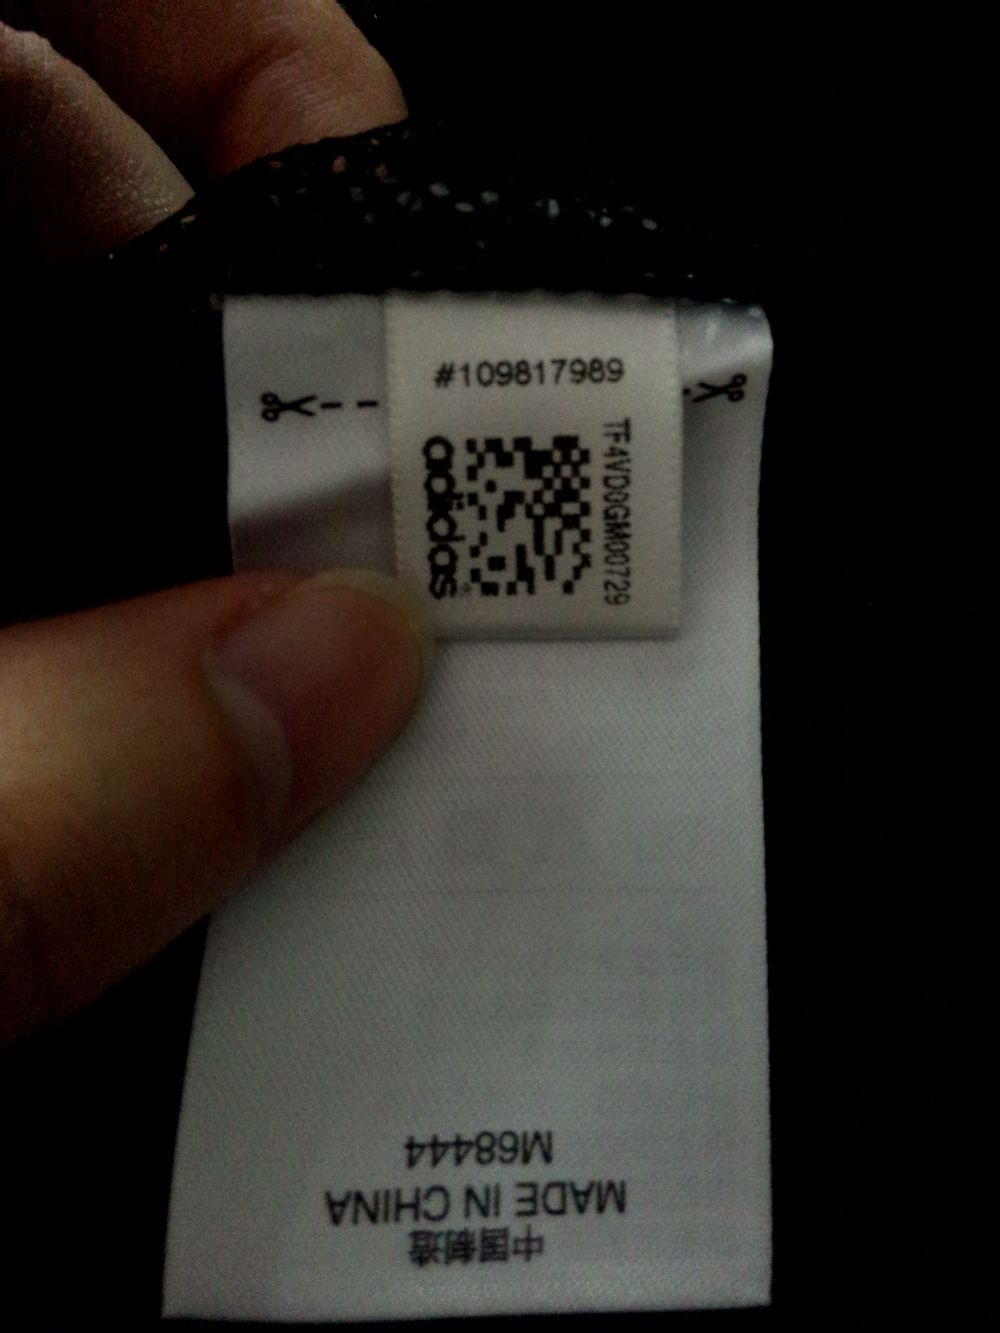 #109817989
adidas
TF4VD0GM00729
中国制造
MADE IN CHINA
M68444